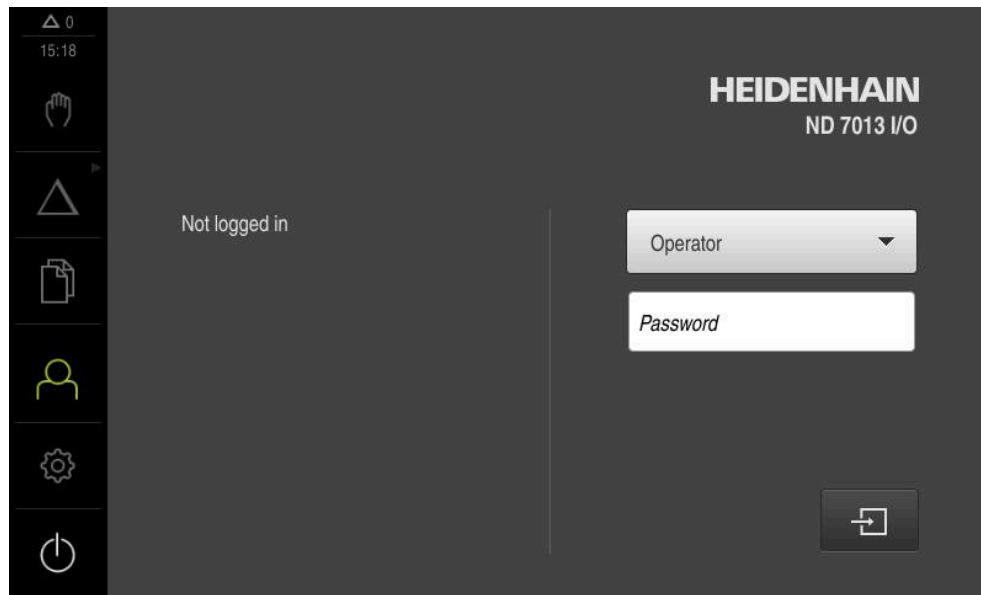 0
15:18
HEIDENHAIN
ND 7013 I/O
Not logged in
Operator
Password